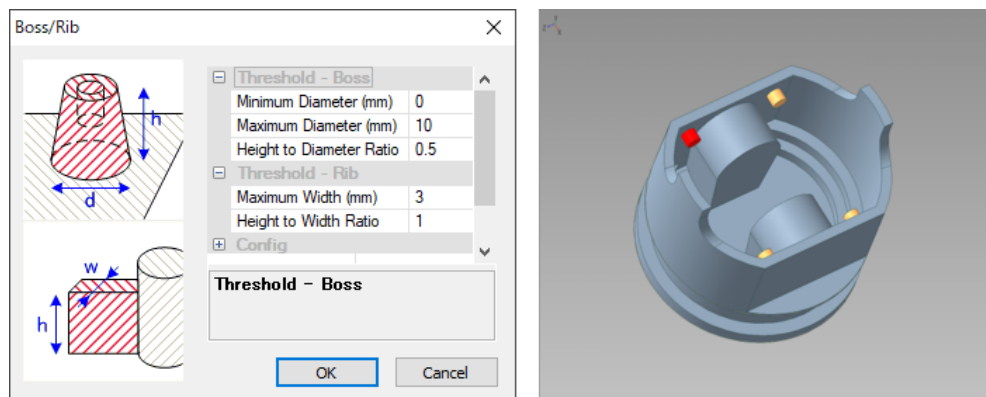 Boss/Rib
h
d
w
h
Threshold - Boss
Minimum Diameter (mm) 0
Maximum Diameter (mm) 10
Height to Diameter Ratio 0.5
Threshold - Rib
Maximum Width (mm) 3
Height to Width Ratio 1
Config
Threshold - Boss
OK Cancel